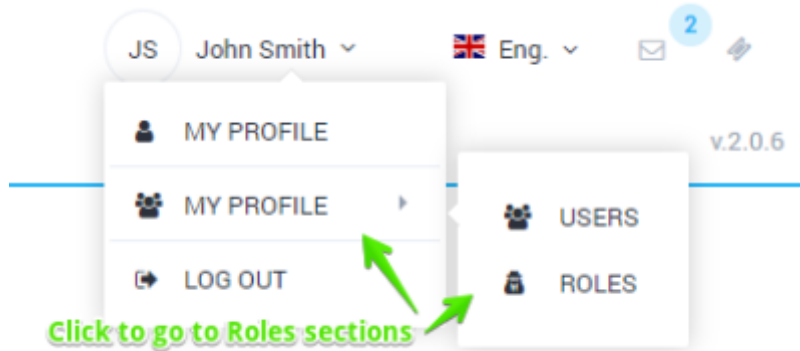 JS John Smith Eng. 2
v.2.0.6
MY PROFILE
MY PROFILE
LOG OUT
USERS
ROLES
Click to go to Roles sections